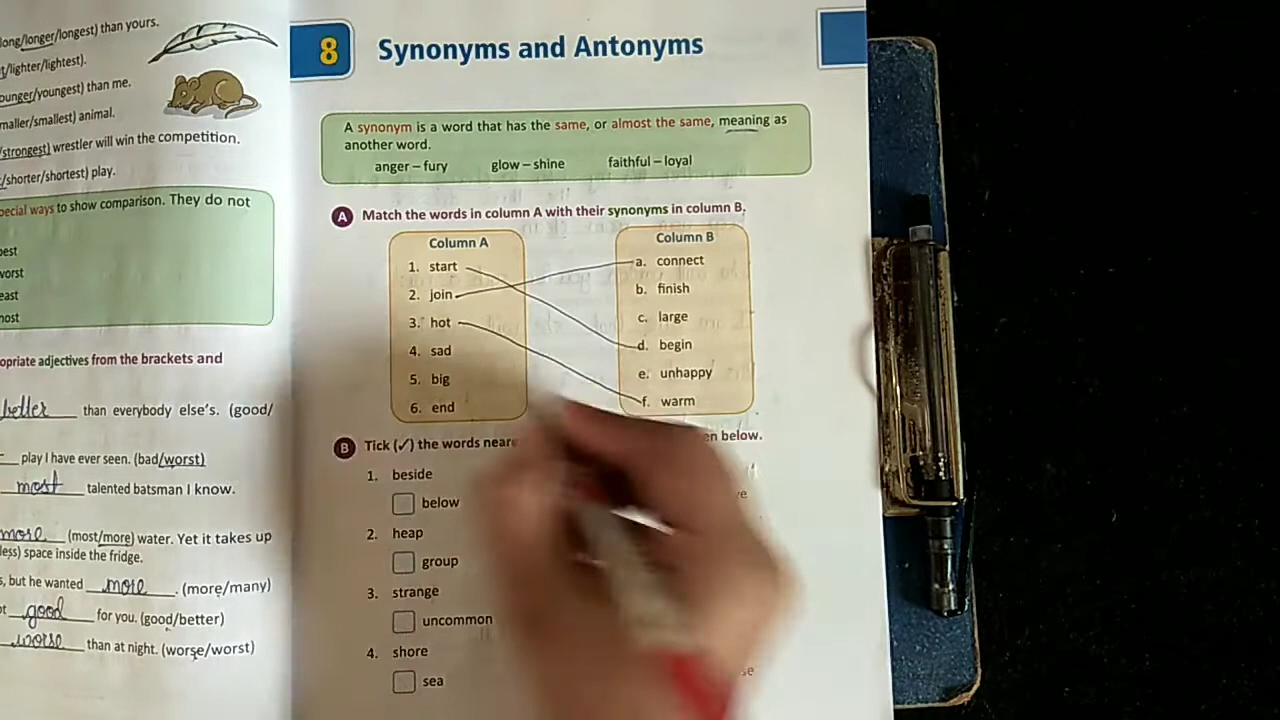 long/longer/longest) than yours.
t/lighter/lightest).
ounger/youngest) than me.
maller/smallest) animal.
/strongest) wrestler will win the competition.
/shorter/shortest) play.
pecial ways to show comparison. They do not
best
worst
east
most
opriate adjectives from the brackets and
better than everybody else's. (good/
play I have ever seen. (bad/worst)
most talented batsman I know.
more (most/more) water. Yet it takes up
less) space inside the fridge.
s, but he wanted more. (more/many)
ot good for you. (good/better)
worse than at night. (worse/worst)
8 Synonyms and Antonyms
A synonym is a word that has the same, or almost the same, meaning as
another word.
anger – fury glow – shine faithful – loyal
A Match the words in column A with their synonyms in column B.
Column A Column B
1. start a. connect
2. join b. finish
3. hot c. large
4. sad d. begin
5. big e. unhappy
6. end f. warm
B Tick (✓) the words neare en below.
1. beside
below
2. heap
group
3. strange
uncommon
4. shore
sea